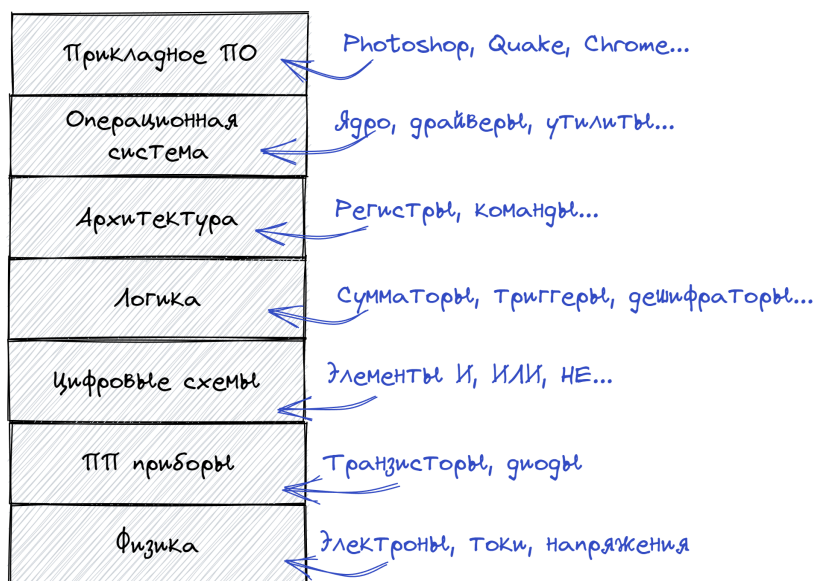 Прикладное ПО
Photoshop, Quake, Chrome...
Операционная
система
Ядро, драйверы, утилиты...
Архитектура
Регистры, команды...
Логика
Сумматоры, триггеры, дешифраторы...
Цифровые схемы
Элементы И, ИЛИ, НЕ...
ПП приборы
Транзисторы, диоды
Физика
Электроны, токи, напряжения